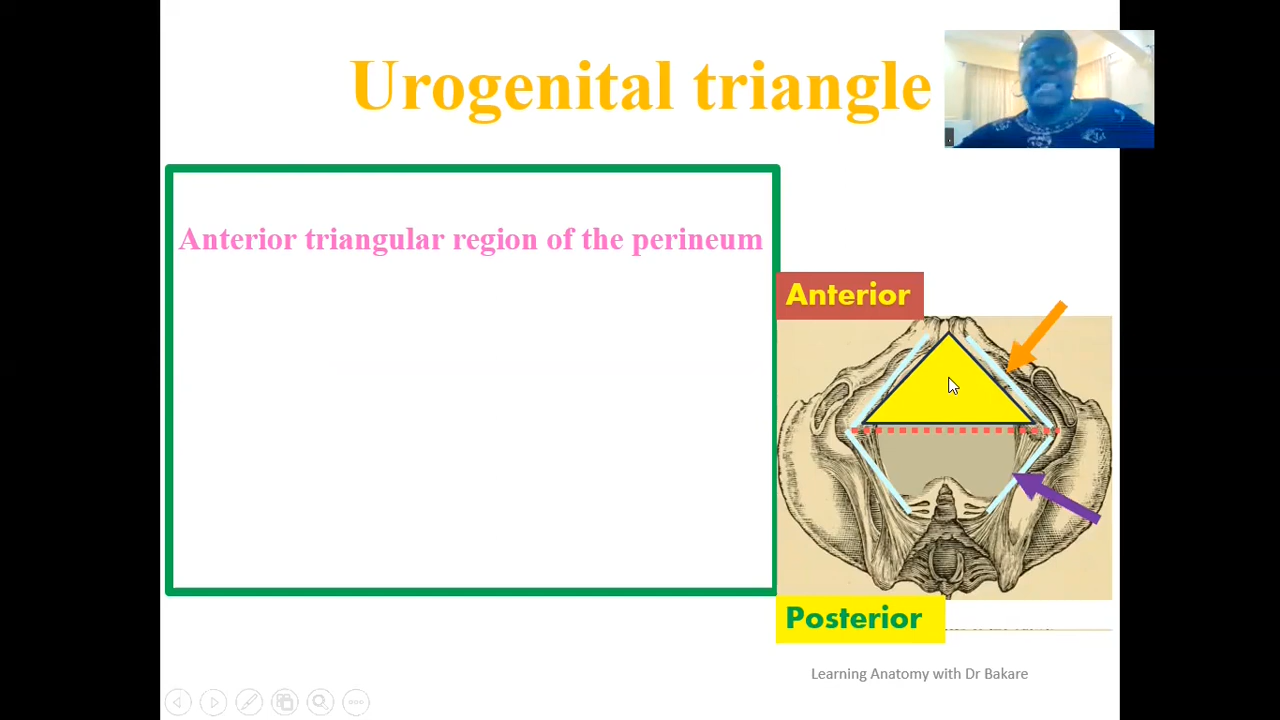 Urogenital triangle
Anterior triangular region of the perineum
Anterior
Posterior
Learning Anatomy with Dr Bakare